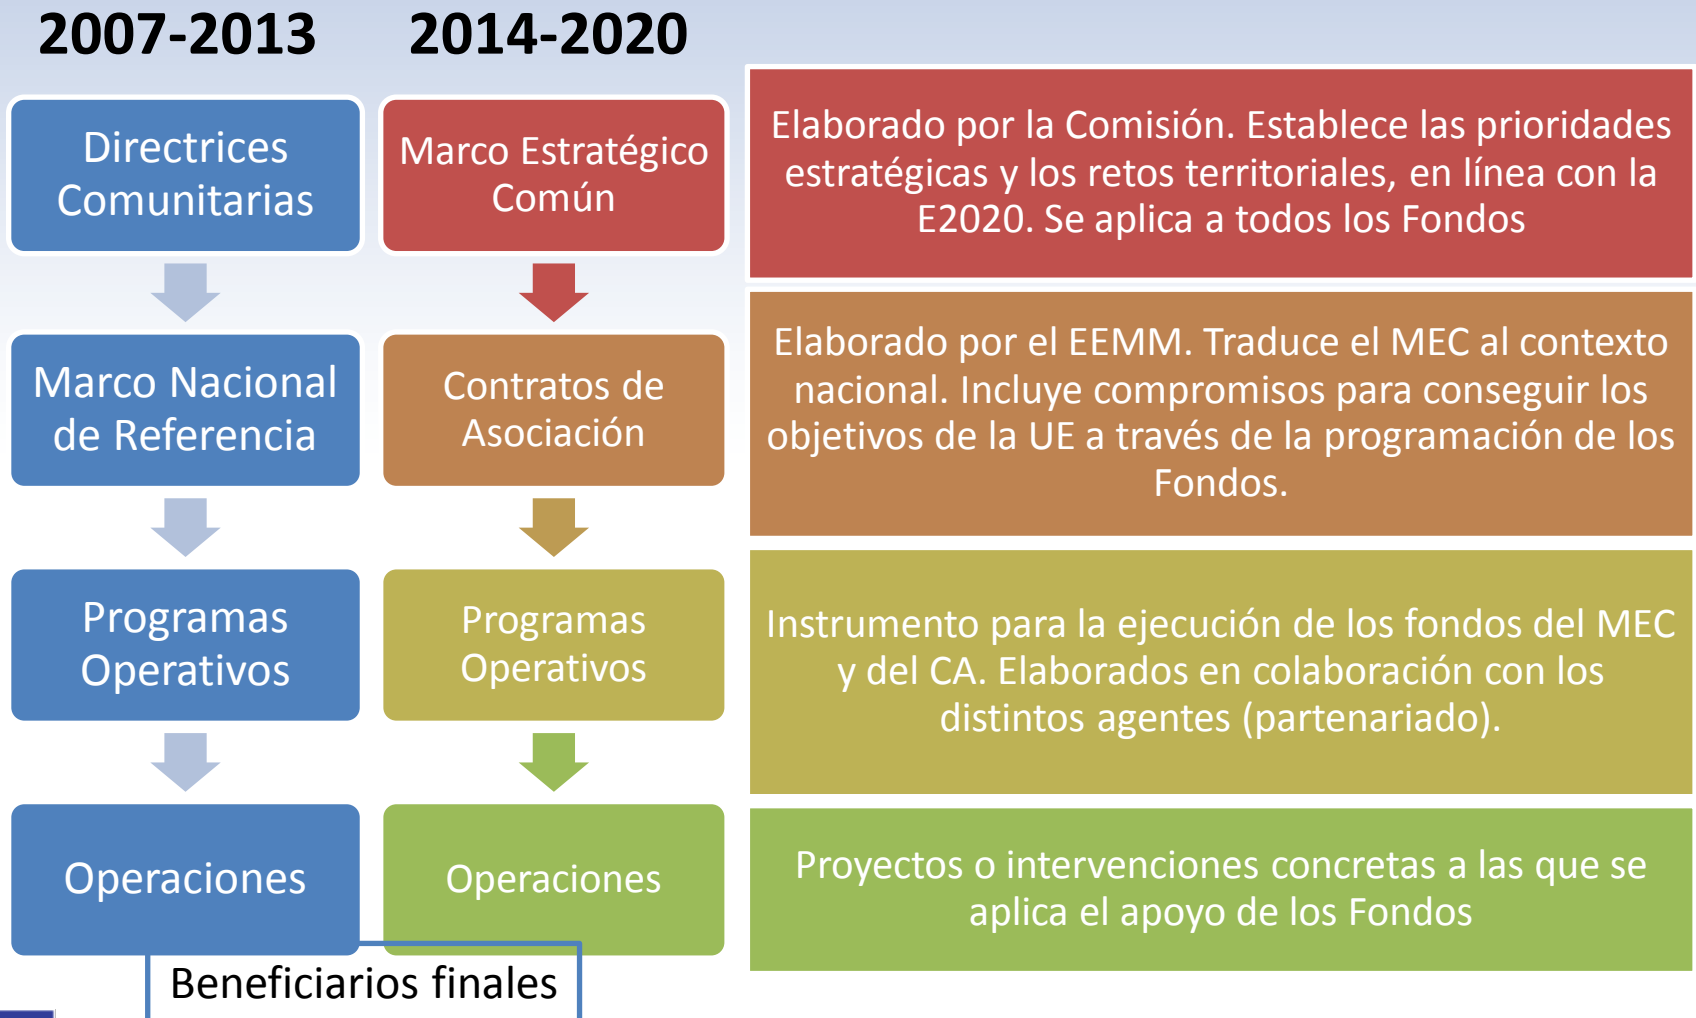 2007-2013
2014-2020
Directrices
Comunitarias
Marco Estratégico
Común
Elaborado por la Comisión. Establece las prioridades
estratégicas y los retos territoriales, en línea con la
E2020. Se aplica a todos los Fondos
Marco Nacional
de Referencia
Contratos de
Asociación
Elaborado por el EEMM. Traduce el MEC al contexto
nacional. Incluye compromisos para conseguir los
objetivos de la UE a través de la programación de los
Fondos.
Programas
Operativos
Programas
Operativos
Instrumento para la ejecución de los fondos del MEC
y del CA. Elaborados en colaboración con los
distintos agentes (partenariado).
Operaciones
Operaciones
Proyectos o intervenciones concretas a las que se
aplica el apoyo de los Fondos
Beneficiarios finales